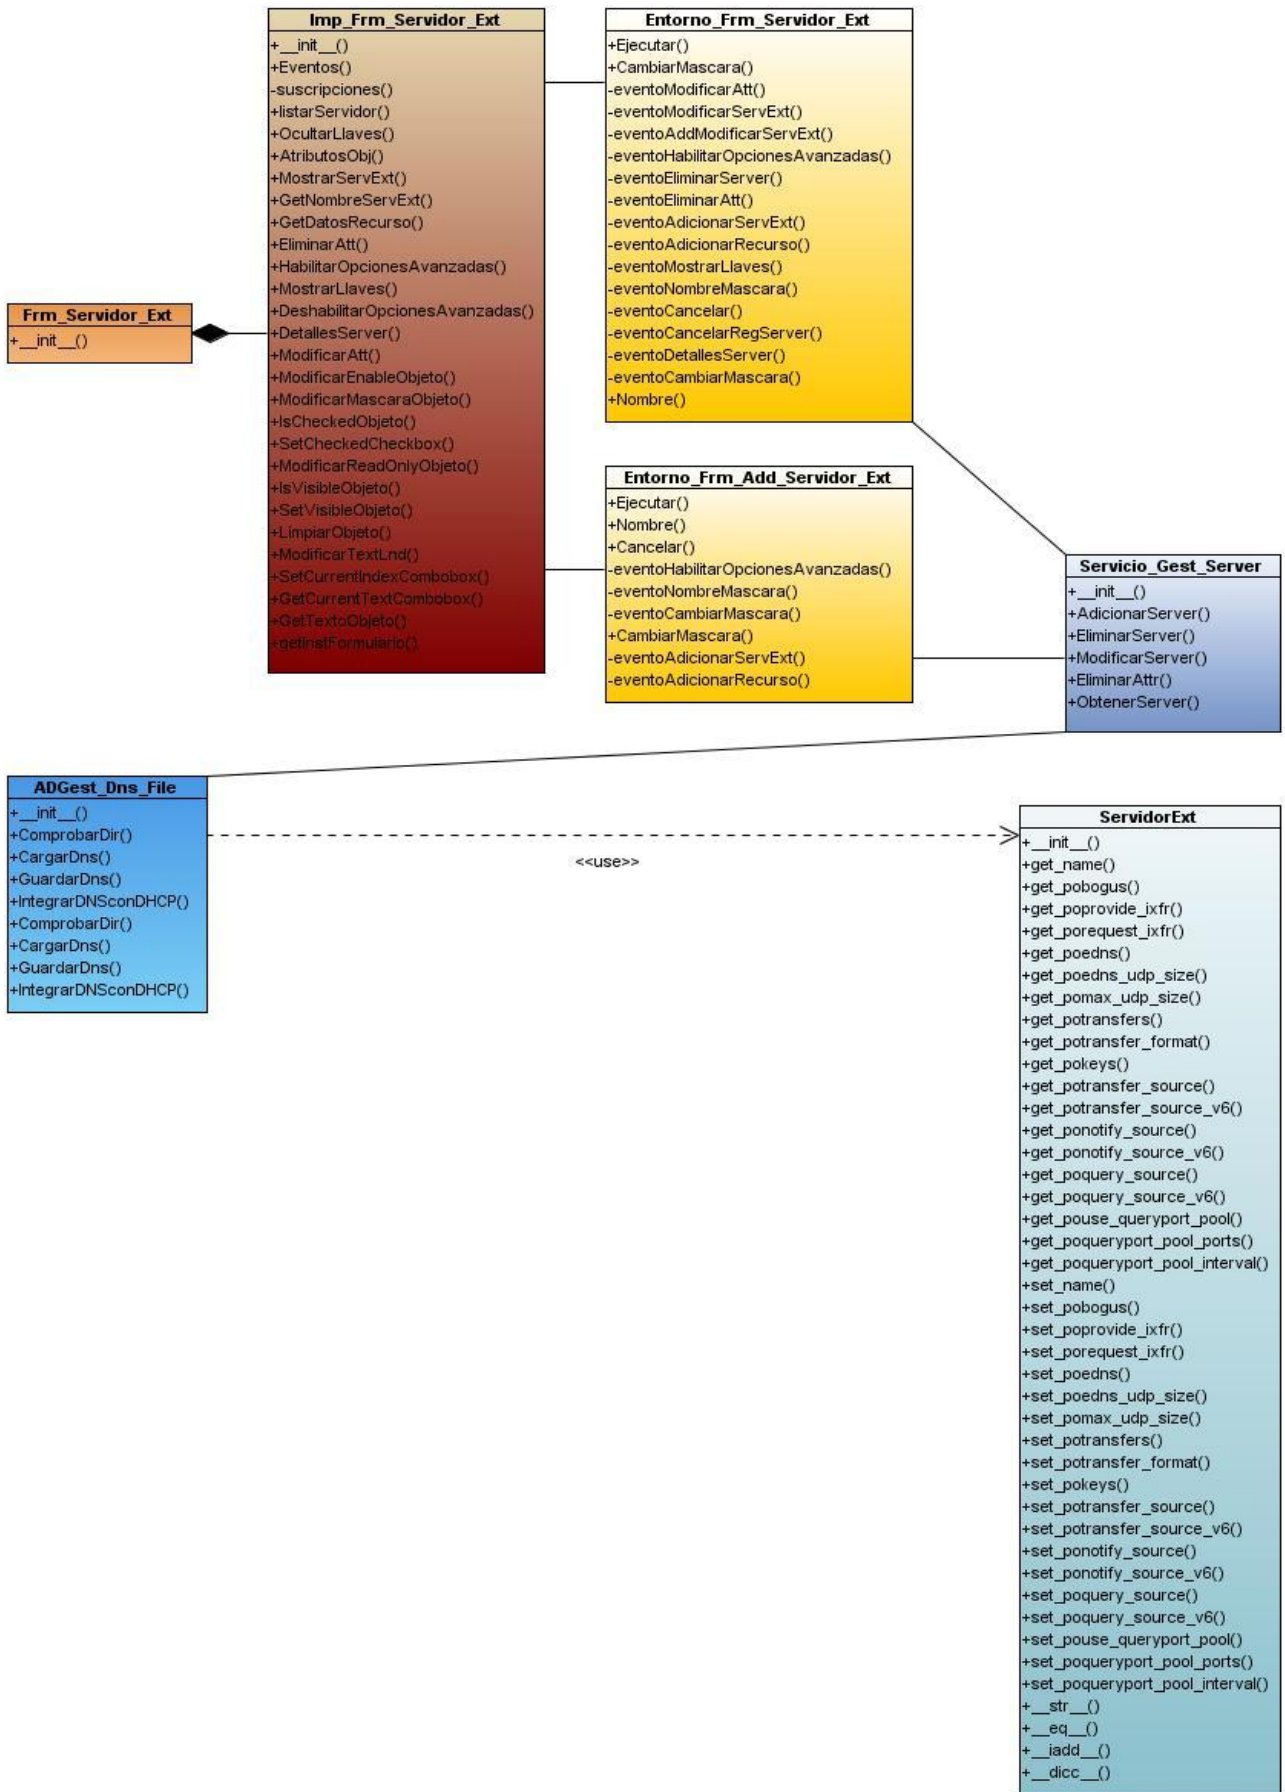 Imp_Frm_Servidor_Ext
+__init__()
+Eventos()
-suscripciones()
+listarServidor()
+OcultarLlaves()
+AtributosObj()
+MostrarServExt()
+GetNombreServExt()
+GetDatosRecurso()
+EliminarAtt()
+HabilitarOpcionesAvanzadas()
+MostrarLlaves()
+DeshabilitarOpcionesAvanzadas()
+DetallesServer()
+ModificarAtt()
+ModificarEnableObjeto()
+ModificarMascaraObjeto()
+IsCheckedObjeto()
+SetCheckedCheckbox()
+ModificarReadOnlyObjeto()
+IsVisibleObjeto()
+SetVisibleObjeto()
+LimpiarObjeto()
+ModificarTextLnd()
+SetCurrentIndexCombobox()
+GetCurrentTextCombobox()
+GetTextoObjeto()
+getInstFormulario()
Entorno_Frm_Servidor_Ext
+Ejecutar()
+CambiarMascara()
-eventoModificarAtt()
-eventoModificarServExt()
-eventoAddModificarServExt()
-eventoHabilitarOpcionesAvanzadas()
-eventoEliminarServer()
-eventoEliminarAtt()
-eventoAdicionarServExt()
-eventoAdicionarRecurso()
-eventoMostrarLlaves()
-eventoNombreMascara()
-eventoCancelar()
-eventoCancelarRegServer()
-eventoDetallesServer()
-eventoCambiarMascara()
+Nombre()
Frm_Servidor_Ext
+__init__()
Entorno_Frm_Add_Servidor_Ext
+Ejecutar()
+Nombre()
+Cancelar()
-eventoHabilitarOpcionesAvanzadas()
-eventoNombreMascara()
-eventoCambiarMascara()
+CambiarMascara()
-eventoAdicionarServExt()
-eventoAdicionarRecurso()
Servicio_Gest_Server
+__init__()
+AdicionarServer()
+EliminarServer()
+ModificarServer()
+EliminarAttr()
+ObtenerServer()
ADGest_Dns_File
+__init__()
+ComprobarDir()
+CargarDns()
+GuardarDns()
+IntegrarDNSconDHCP()
+ComprobarDir()
+CargarDns()
+GuardarDns()
+IntegrarDNSconDHCP()
<<use>>
ServidorExt
+__init__()
+get_name()
+get_pobogus()
+get_poprovide_ixfr()
+get_porequest_ixfr()
+get_poedns()
+get_poedns_udp_size()
+get_pomax_udp_size()
+get_potransfers()
+get_potransfer_format()
+get_pokeys()
+get_potransfer_source()
+get_potransfer_source_v6()
+get_ponotify_source()
+get_ponotify_source_v6()
+get_poquery_source()
+get_poquery_source_v6()
+get_pouse_queryport_pool()
+get_poqueryport_pool_ports()
+get_poqueryport_pool_interval()
+set_name()
+set_pobogus()
+set_poprovide_ixfr()
+set_porequest_ixfr()
+set_poedns()
+set_poedns_udp_size()
+set_pomax_udp_size()
+set_potransfers()
+set_potransfer_format()
+set_pokeys()
+set_potransfer_source()
+set_potransfer_source_v6()
+set_ponotify_source()
+set_ponotify_source_v6()
+set_poquery_source()
+set_poquery_source_v6()
+set_pouse_queryport_pool()
+set_poqueryport_pool_ports()
+set_poqueryport_pool_interval()
+__str__()
+__eq__()
+__iadd__()
+__dicc__()